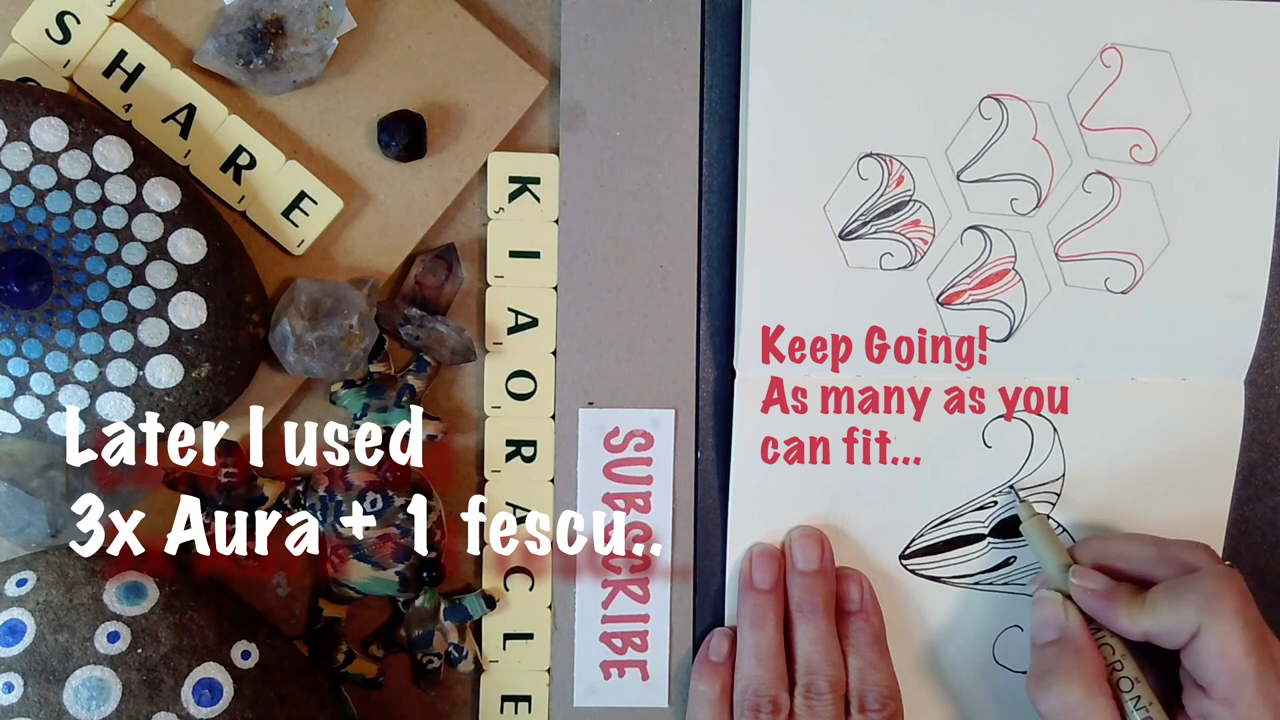 SHARE
KIAORACLE
SUBSCRIBE
Keep Going!
As many as you
can fit...
Later I used
3x Aura + 1 fescu..
MICRON